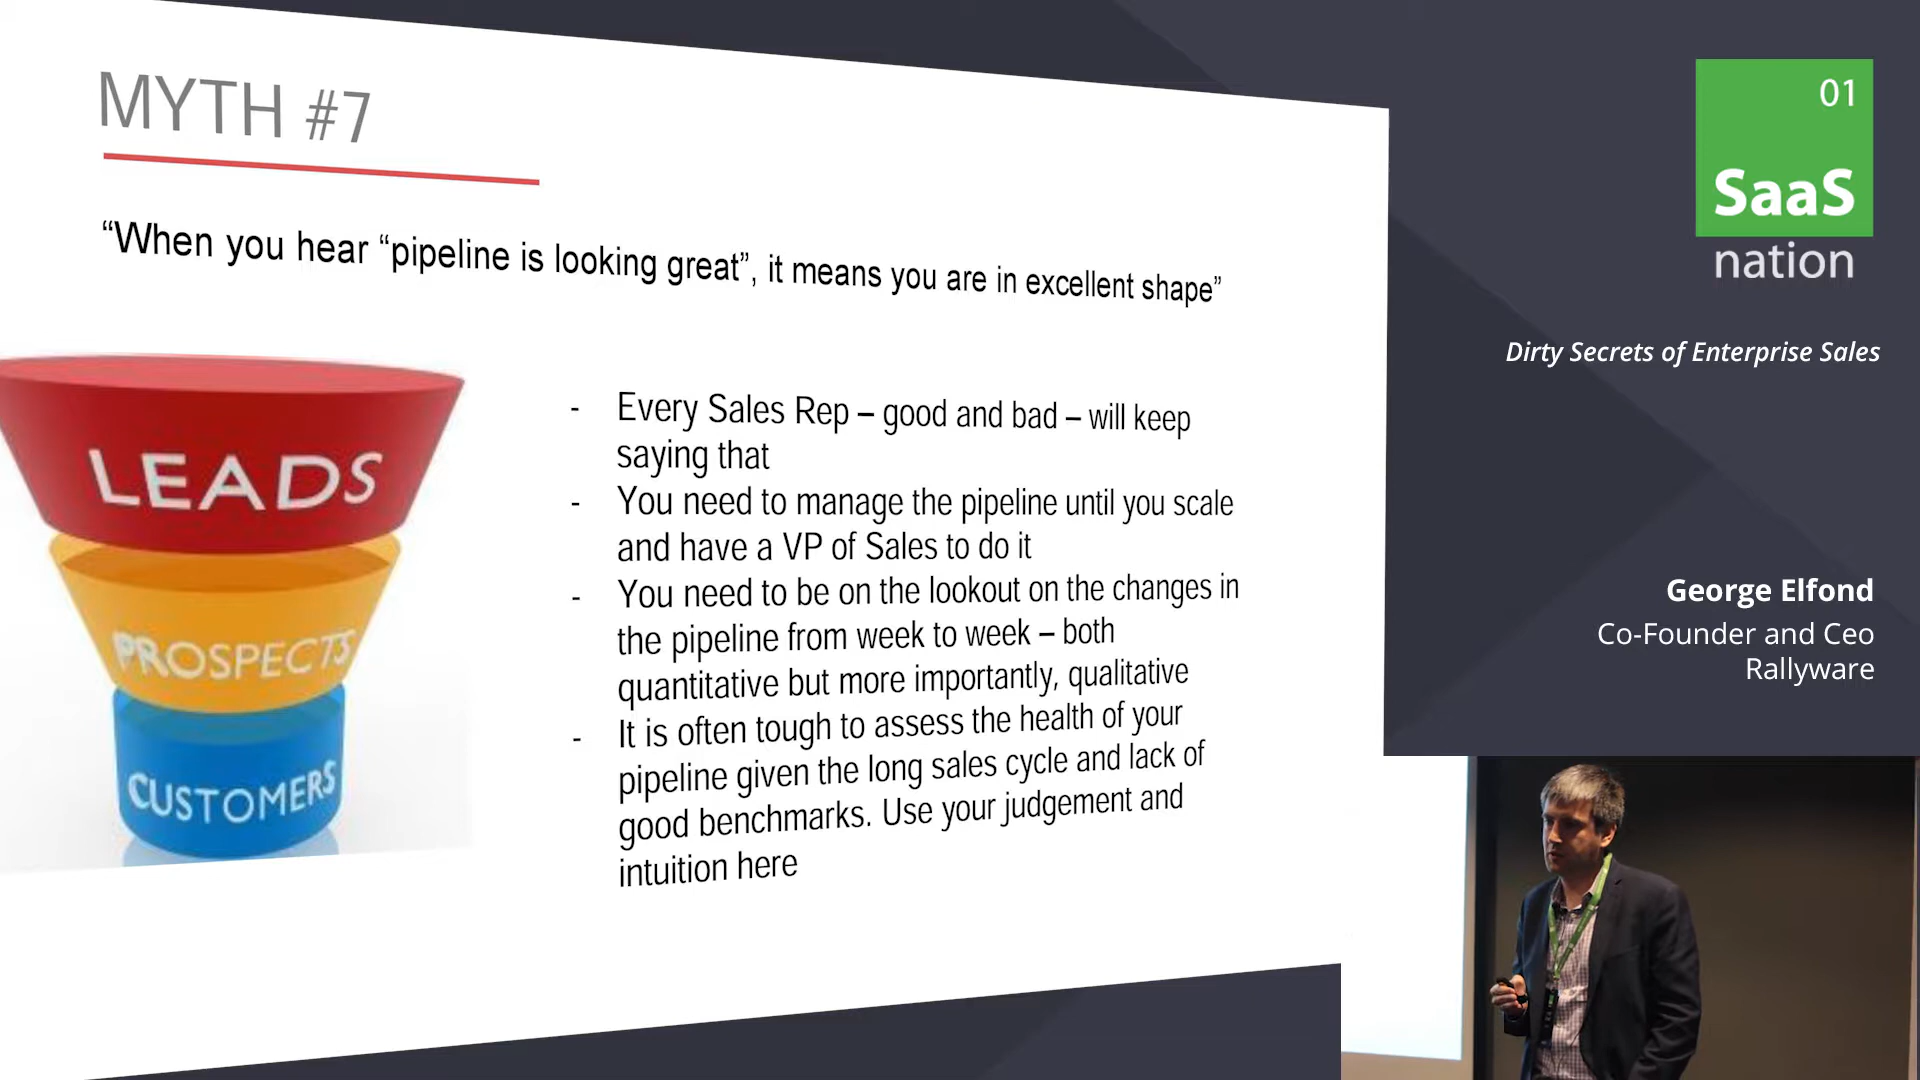 MYTH #7
“When you hear “pipeline is looking great”, it means you are in excellent shape”
LEADS
PROSPECTS
CUSTOMERS
- Every Sales Rep – good and bad – will keep
saying that
- You need to manage the pipeline until you scale
and have a VP of Sales to do it
- You need to be on the lookout on the changes in
the pipeline from week to week – both
quantitative but more importantly, qualitative
- It is often tough to assess the health of your
pipeline given the long sales cycle and lack of
good benchmarks. Use your judgement and
intuition here
01
SaaS
nation
Dirty Secrets of Enterprise Sales
George Elfond
Co-Founder and Ceo
Rallyware